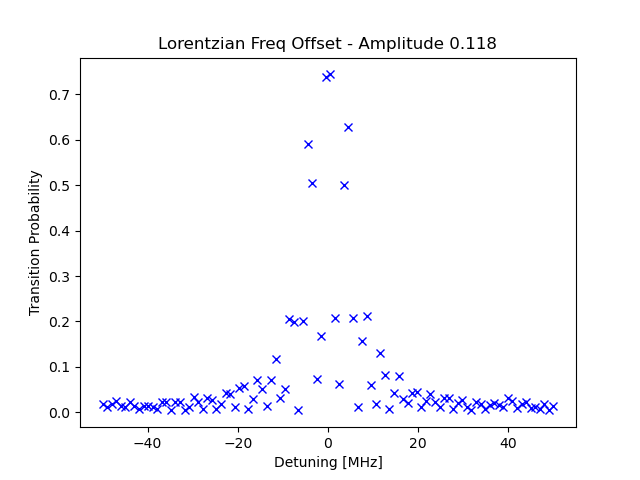 Lorentzian Freq Offset - Amplitude 0.118
Transition Probability
0.7
0.6
0.5
0.4
0.3
0.2
0.1
0.0
−40 −20 0 20 40
Detuning [MHz]